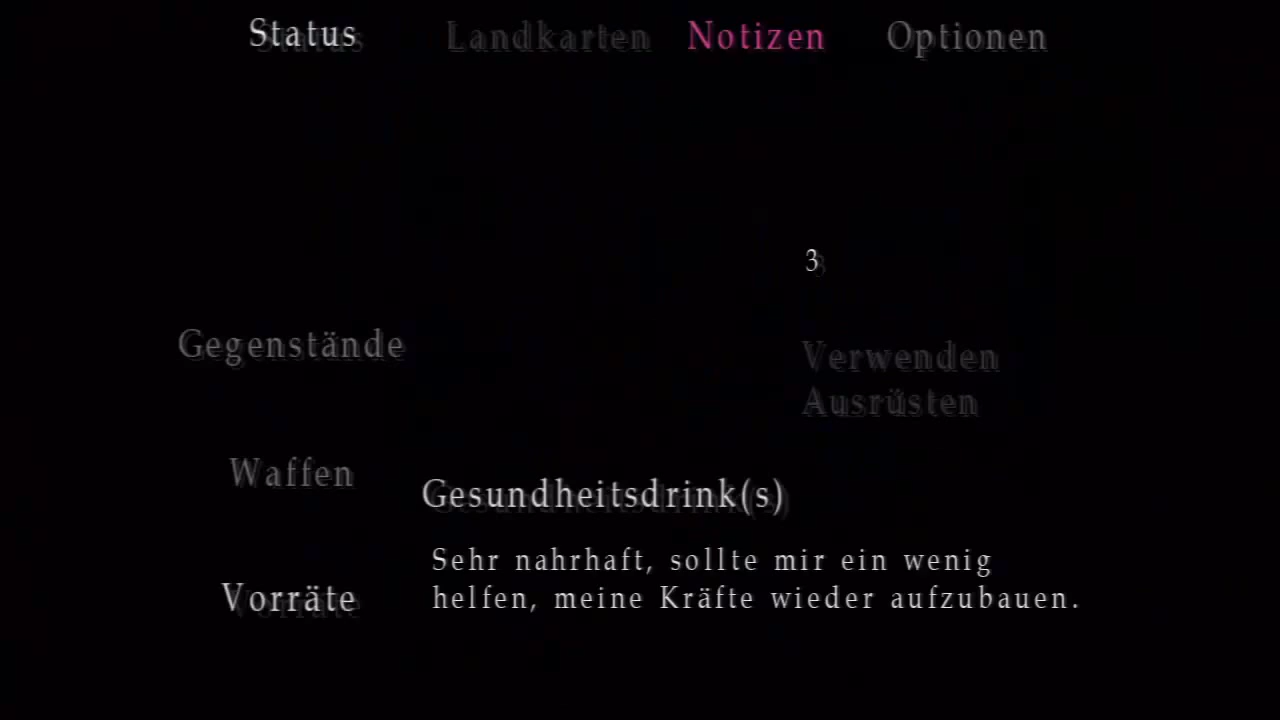 Status Landkarten Notizen Optionen
3
Gegenstände
Verwenden
Ausrüsten
Waffen
Gesundheitsdrink(s)
Sehr nahrhaft, sollte mir ein wenig
helfen, meine Kräfte wieder aufzubauen.
Vorräte